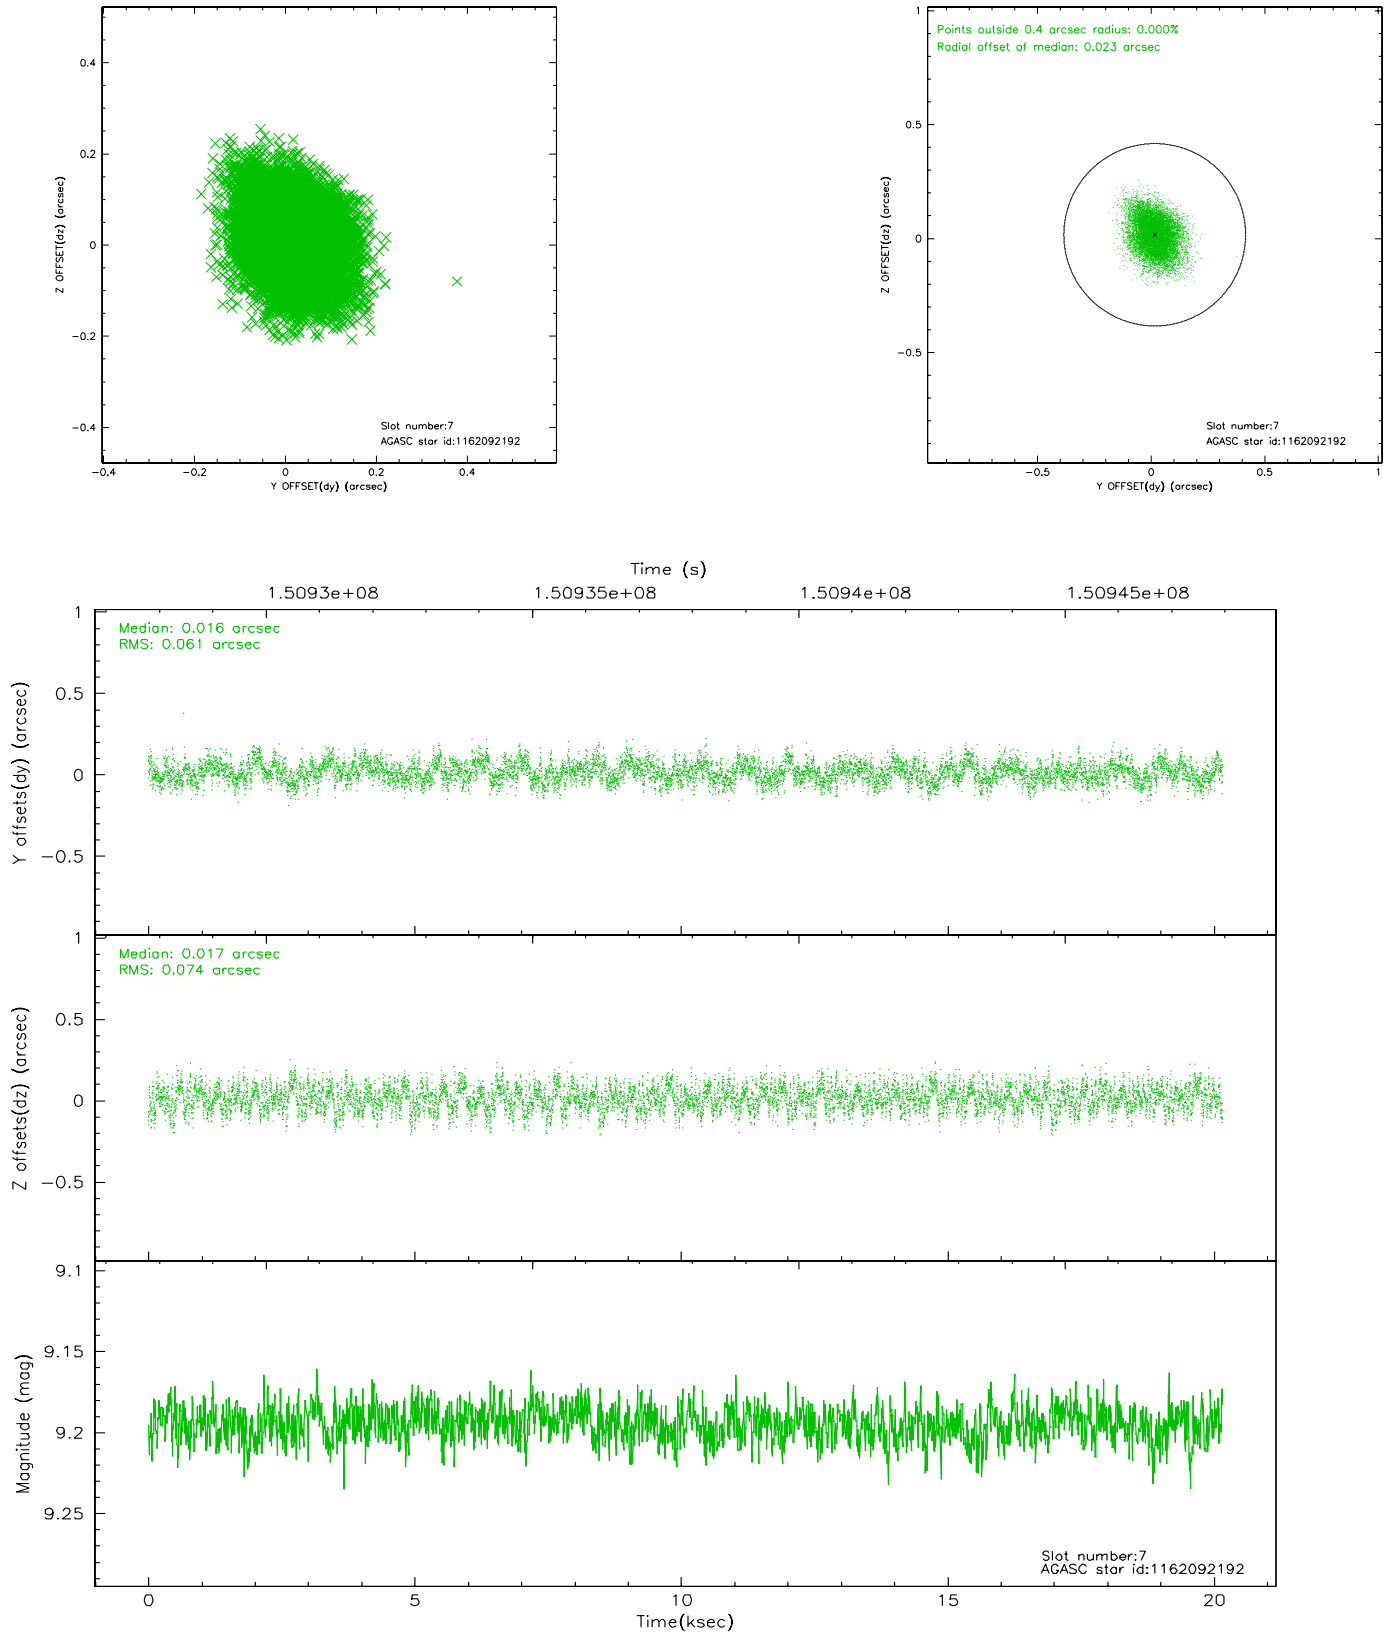 0.4
0.2
0
-0.2
-0.4
Z OFFSET(dz) (arcsec)
Slot number:7
AGASC star id:1162092192
-0.4 -0.2 0 0.2 0.4
Y OFFSET(dy) (arcsec)
1
0.5
0
-0.5
Z OFFSET(dz) (arcsec)
Points outside 0.4 arcsec radius: 0.000%
Radial offset of median: 0.023 arcsec
Slot number:7
AGASC star id:1162092192
-0.5 0 0.5 1
Y OFFSET(dy) (arcsec)
Time (s)
1.5093e+08 1.50935e+08 1.5094e+08 1.50945e+08
1
0.5
0
-0.5
Y offsets(dy) (arcsec)
Median: 0.016 arcsec
RMS: 0.061 arcsec
1
0.5
0
-0.5
Z offsets(dz) (arcsec)
Median: 0.017 arcsec
RMS: 0.074 arcsec
9.1
9.15
9.2
9.25
Magnitude (mag)
Slot number:7
AGASC star id:1162092192
0 5 10 15 20
Time(ksec)